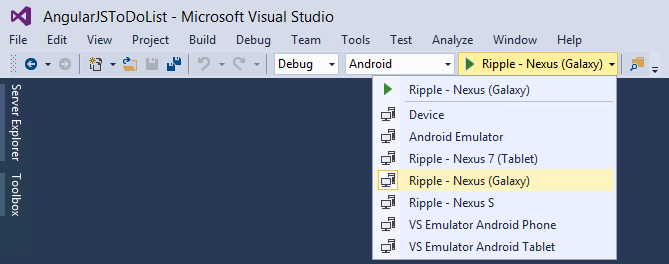 AngularJSToDoList - Microsoft Visual Studio
File Edit View Project Build Debug Team Tools Test Analyze Window Help
Debug Android Ripple - Nexus (Galaxy)
Ripple - Nexus (Galaxy)
Device
Android Emulator
Ripple - Nexus 7 (Tablet)
Ripple - Nexus (Galaxy)
Ripple - Nexus S
VS Emulator Android Phone
VS Emulator Android Tablet
Server Explorer
Toolbox